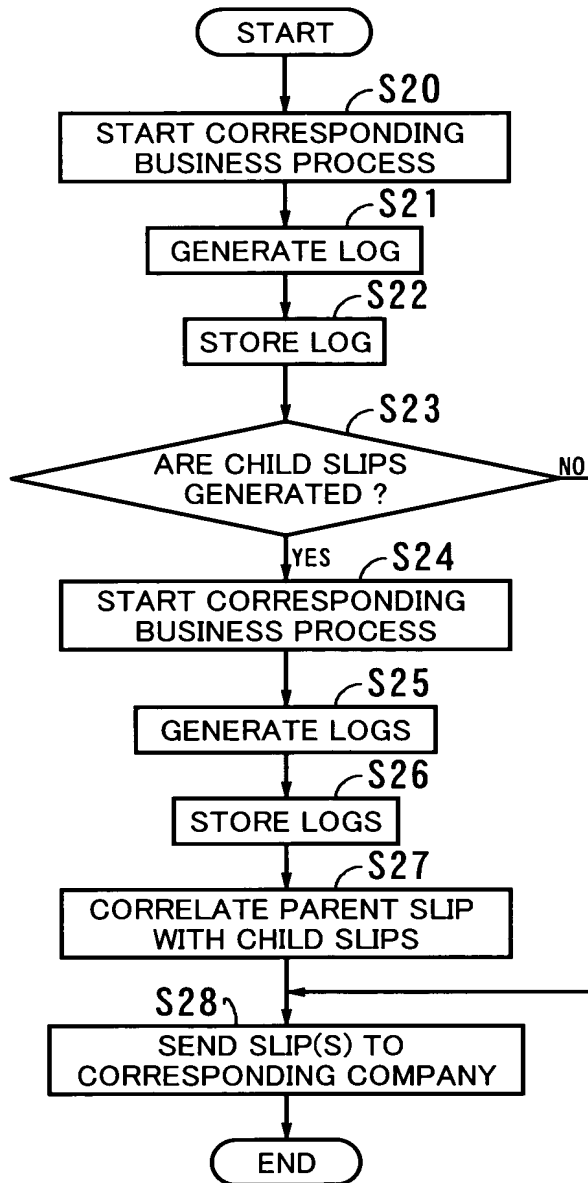 START
S20
START CORRESPONDING
BUSINESS PROCESS
S21
GENERATE LOG
S22
STORE LOG
S23
ARE CHILD SLIPS
GENERATED ?
NO
YES
S24
START CORRESPONDING
BUSINESS PROCESS
S25
GENERATE LOGS
S26
STORE LOGS
S27
CORRELATE PARENT SLIP
WITH CHILD SLIPS
S28
SEND SLIP(S) TO
CORRESPONDING COMPANY
END